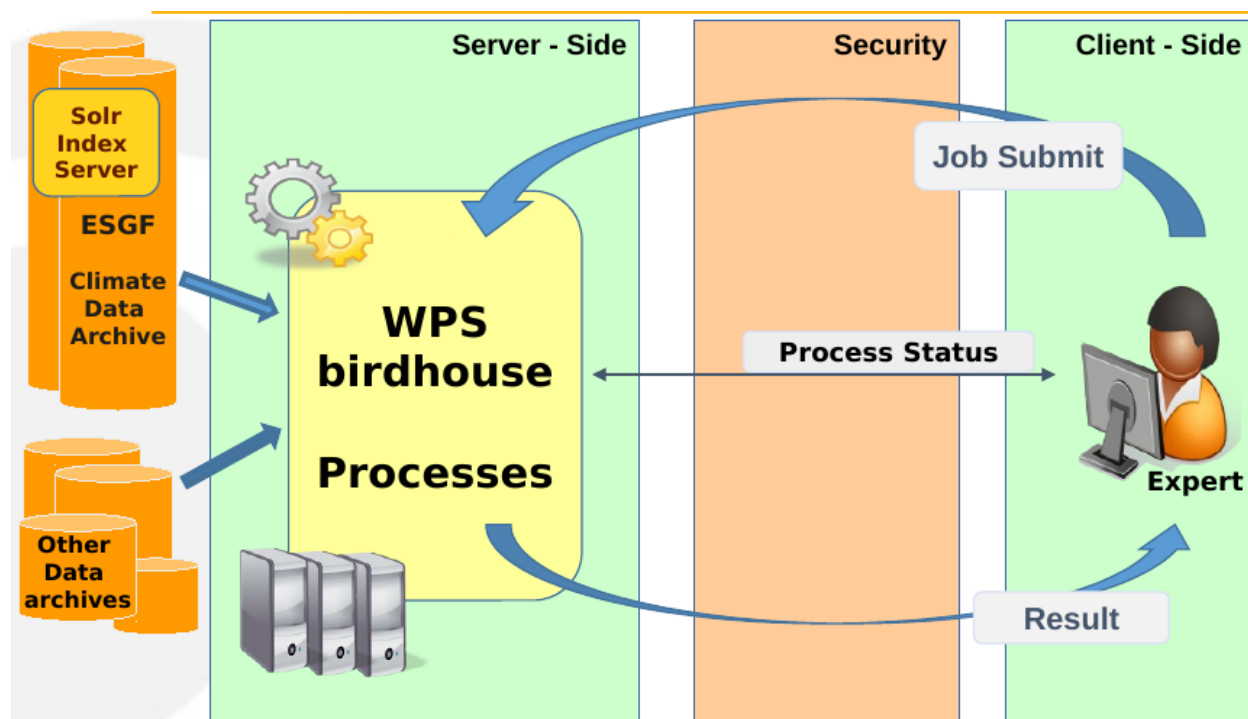 Server - Side
Security
Client - Side
Solr
Index
Server
ESGF
Climate
Data
Archive
Other
Data
archives
WPS
birdhouse
Processes
Job Submit
Process Status
Expert
Result